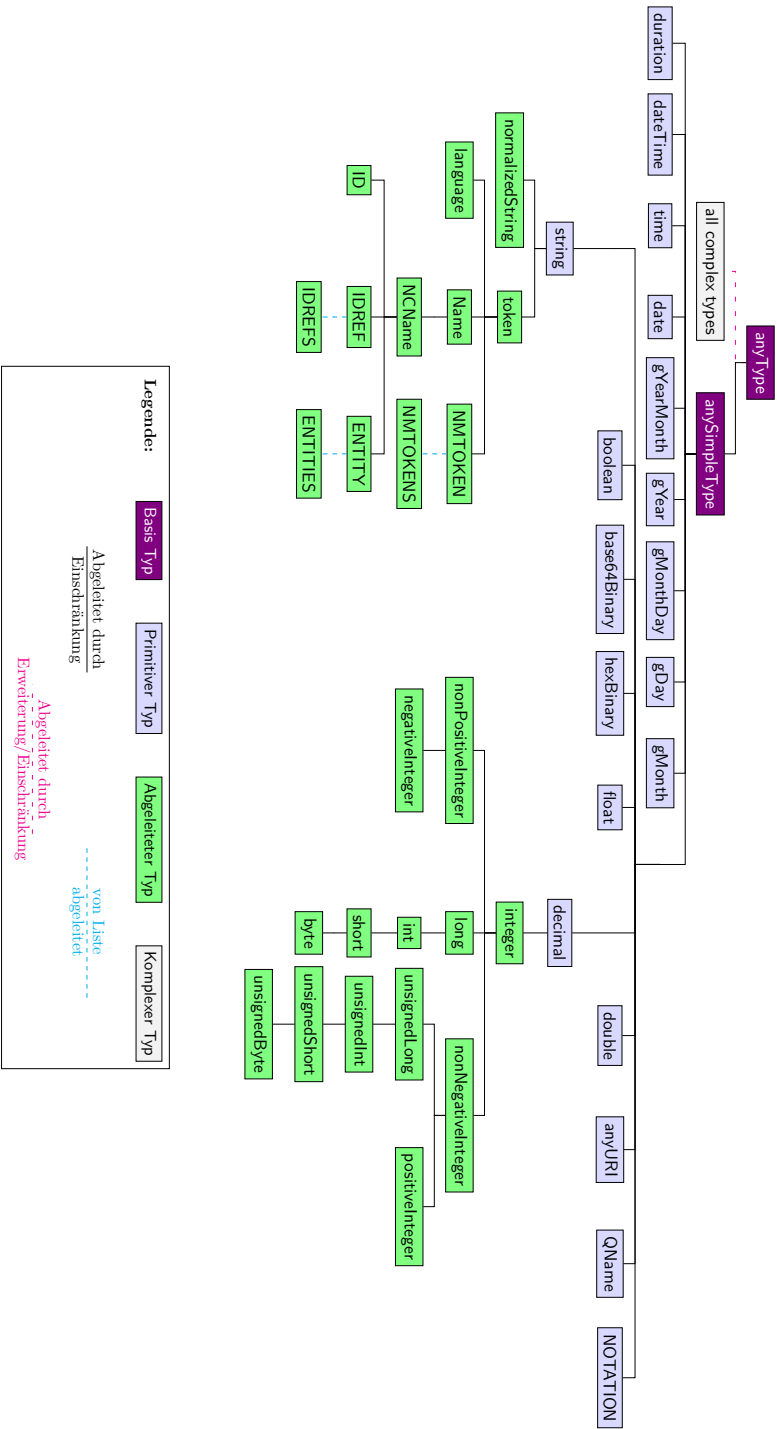 anyType
all complex types
anySimpleType
duration
dateTime
time
date
gYearMonth
gYear
gMonthDay
gDay
gMonth
boolean
base64Binary
hexBinary
float
double
anyURI
QName
NOTATION
string
decimal
normalizedString
token
integer
language
Name
NMTOKEN
nonPositiveInteger
long
nonNegativeInteger
NCName
NMTOKENS
negativeInteger
int
unsignedLong
positiveInteger
ID
IDREF
ENTITY
short
unsignedInt
IDREFS
ENTITIES
byte
unsignedShort
unsignedByte
Legende:
Basis Typ
Primitiver Typ
Abgeleiteter Typ
Komplexer Typ
Abgeleitet durch
Einschränkung
von Liste
abgeleitet
Abgeleitet durch
Erweiterung/Einschränkung